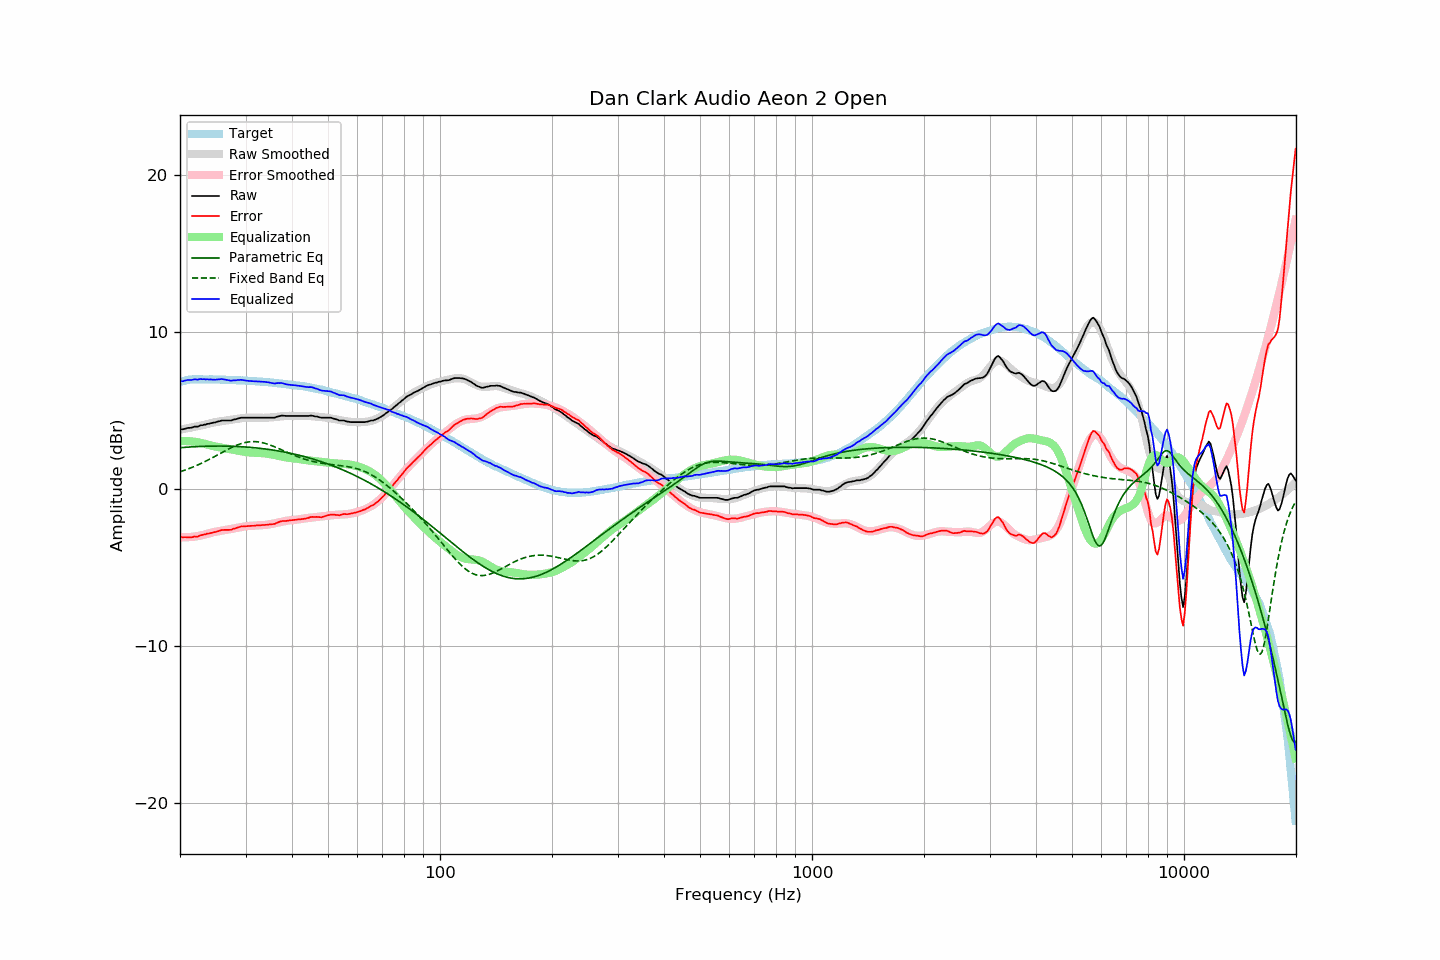 Dan Clark Audio Aeon 2 Open
Target
Raw Smoothed
Error Smoothed
Raw
Error
Equalization
Parametric Eq
Fixed Band Eq
Equalized
20
10
0
−10
−20
Amplitude (dBr)
100
1000
10000
Frequency (Hz)